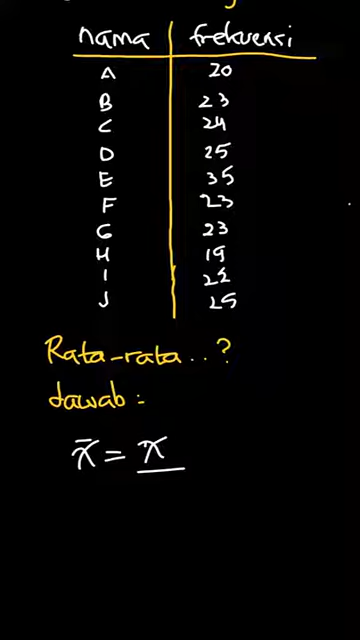 nama frekuensi
A 20
B 23
C 24
D 25
E 35
F 23
G 23
H 19
I 22
J 25
Rata-rata..?
Jawab :
x̄ = x